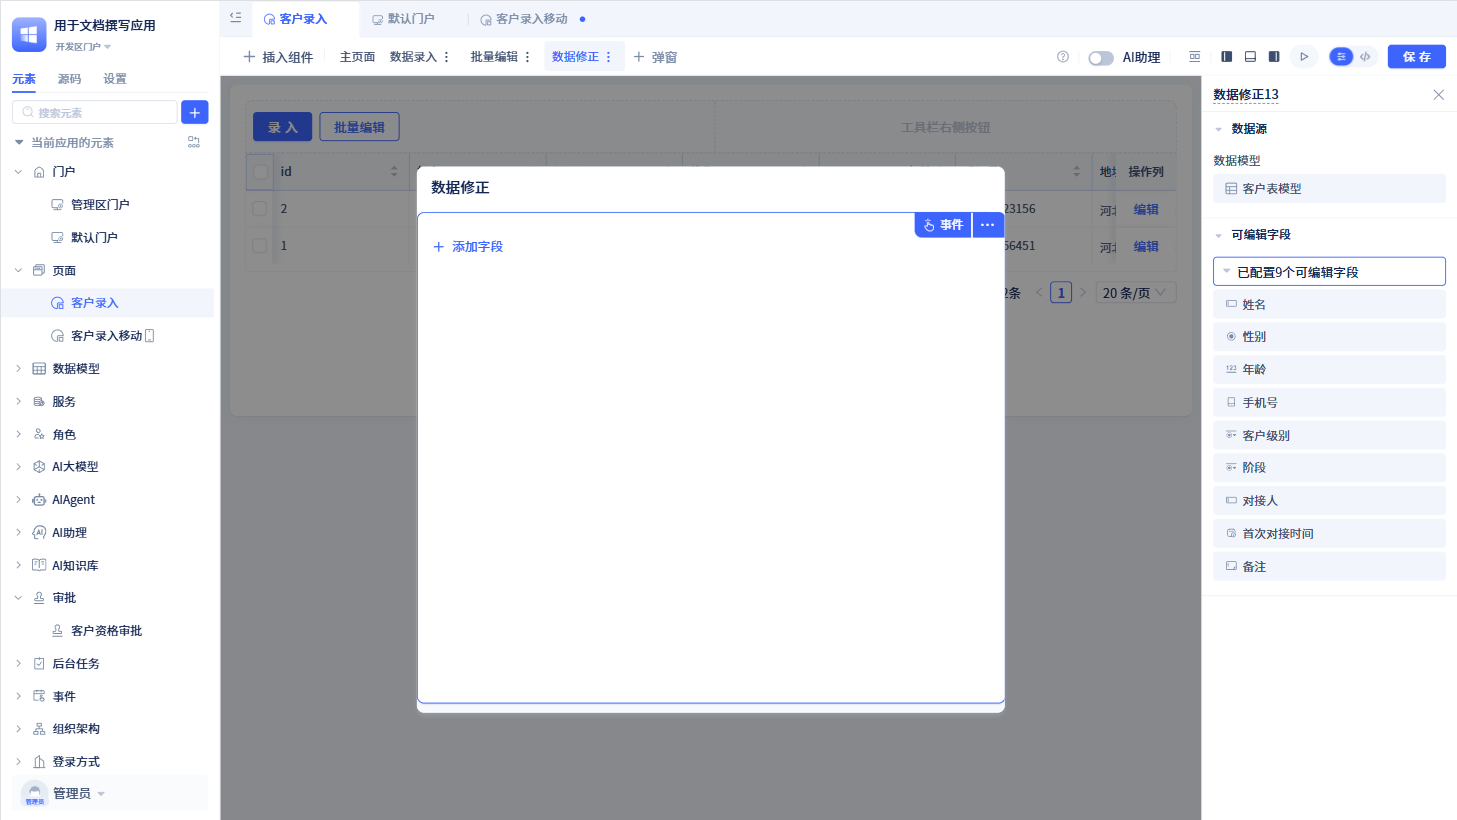 用于文档撰写应用
开发区门户
元素 源码 设置
搜索元素
当前应用的元素
门户
管理区门户
默认门户
页面
客户录入
客户录入移动
数据模型
服务
角色
AI大模型
AIAgent
AI助理
AI知识库
审批
客户资格审批
后台任务
事件
组织架构
登录方式
管理员
管理员
客户录入 默认门户 客户录入移动
插入组件 主页面 数据录入 批量编辑 数据修正 弹窗 AI助理 保 存
录 入 批量编辑 工具栏右侧按钮
id 操作列
2 23156 编辑
1 56451 编辑
条 1 20 条/页
数据修正
事件
添加字段
数据修正13
数据源
数据模型
客户表模型
可编辑字段
已配置9个可编辑字段
姓名
性别
123 年龄
手机号
客户级别
阶段
对接人
首次对接时间
备注